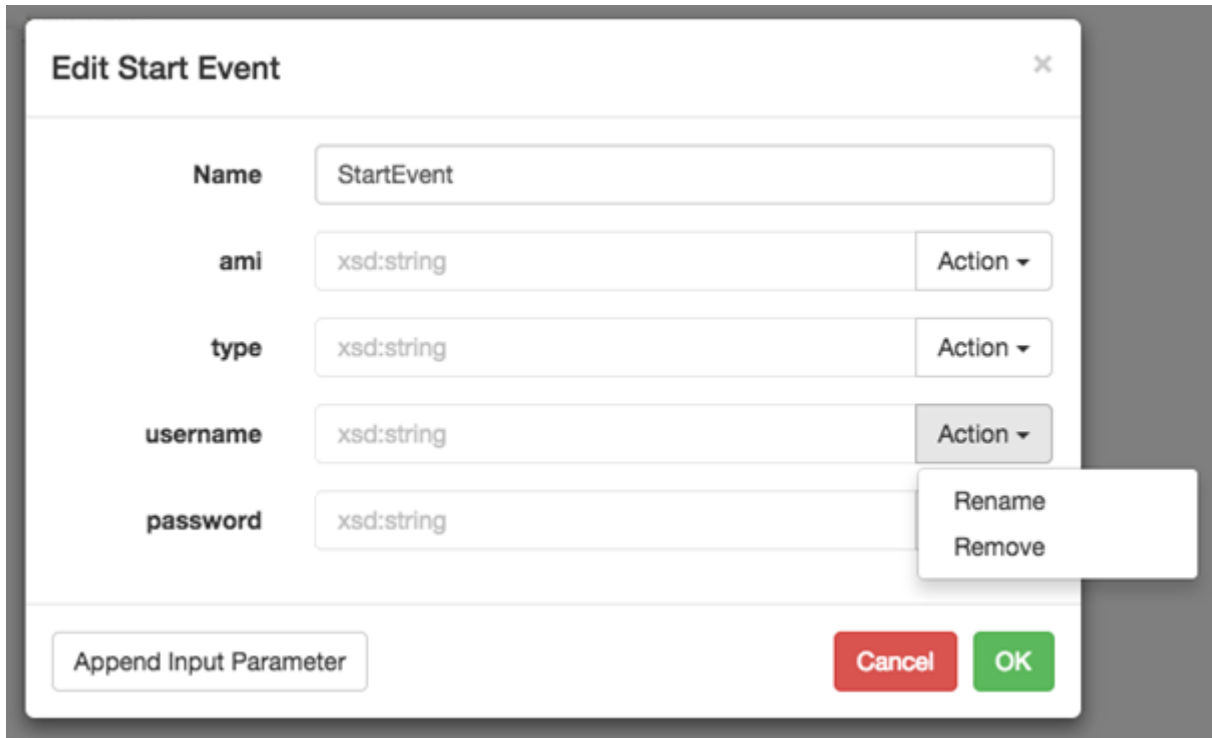 Edit Start Event ×
Name StartEvent
ami xsd:string Action
type xsd:string Action
username xsd:string Action
Rename
password xsd:string
Remove
Append Input Parameter Cancel OK